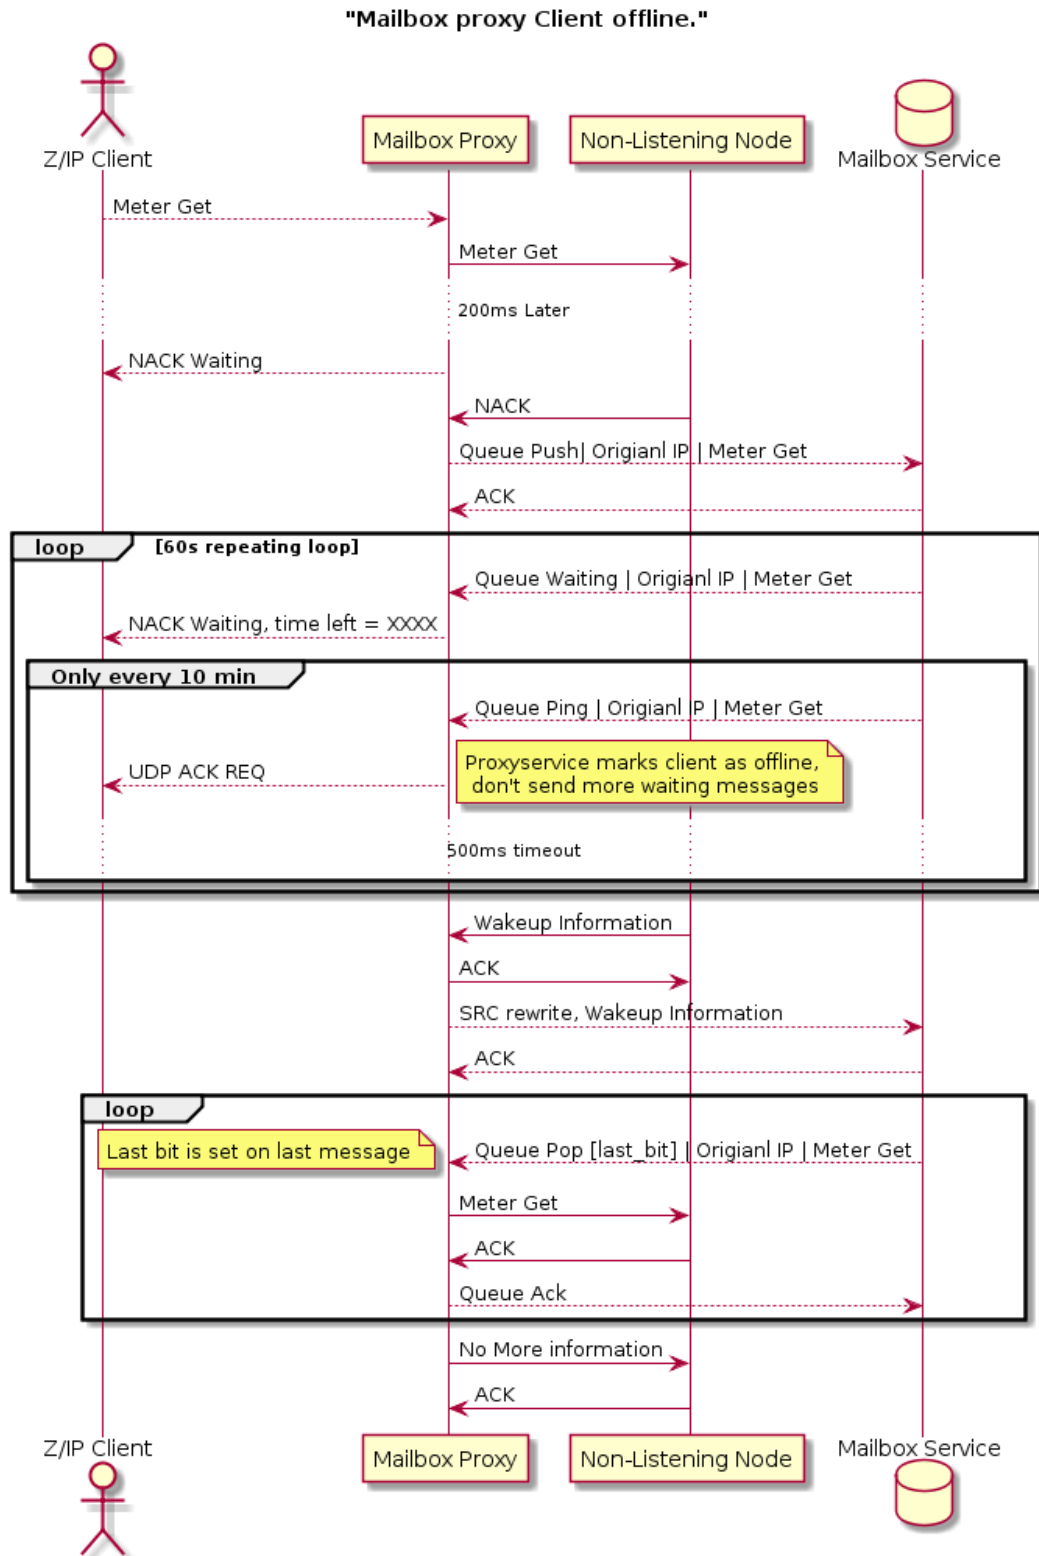 "Mailbox proxy Client offline."
Z/IP Client
Mailbox Proxy
Non-Listening Node
Mailbox Service
Meter Get
Meter Get
200ms Later
NACK Waiting
NACK
Queue Push| Origianl IP | Meter Get
ACK
loop [60s repeating loop]
Queue Waiting | Origianl IP | Meter Get
NACK Waiting, time left = XXXX
Only every 10 min
Queue Ping | Origianl IP | Meter Get
UDP ACK REQ
Proxyservice marks client as offline,
don't send more waiting messages
500ms timeout
Wakeup Information
ACK
SRC rewrite, Wakeup Information
ACK
loop
Last bit is set on last message
Queue Pop [last_bit] | Origianl IP | Meter Get
Meter Get
ACK
Queue Ack
No More information
ACK
Z/IP Client
Mailbox Proxy
Non-Listening Node
Mailbox Service